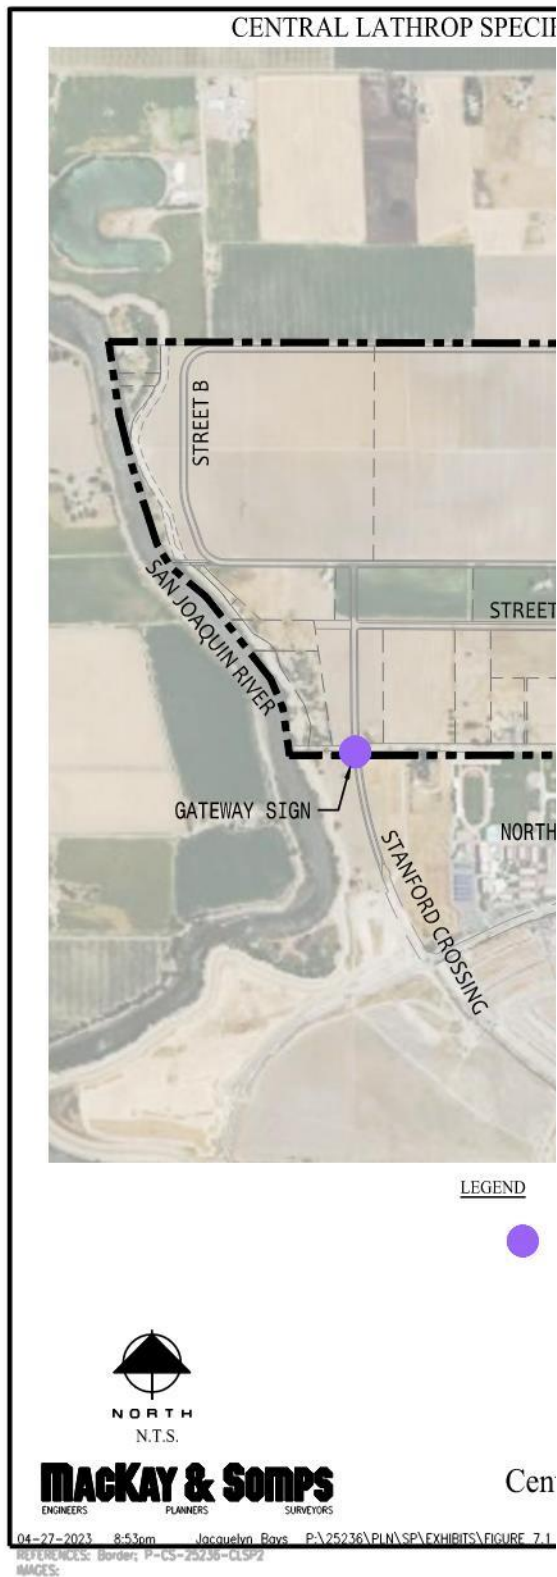 CENTRAL LATHROP SPECIF
STREET B
SAN JOAQUIN RIVER
STREET
GATEWAY SIGN
NORTH
STANFORD CROSSING
LEGEND
NORTH
N.T.S.
MACKAY & SOMPS
ENGINEERS PLANNERS SURVEYORS
Cent
04-27-2023 8:53pm Jacquelyn Bays P:\25236\PLN\SP\EXHIBITS\FIGURE 7.1
REFERENCES: Border; P-CS-25236-CLSP2
IMAGES: